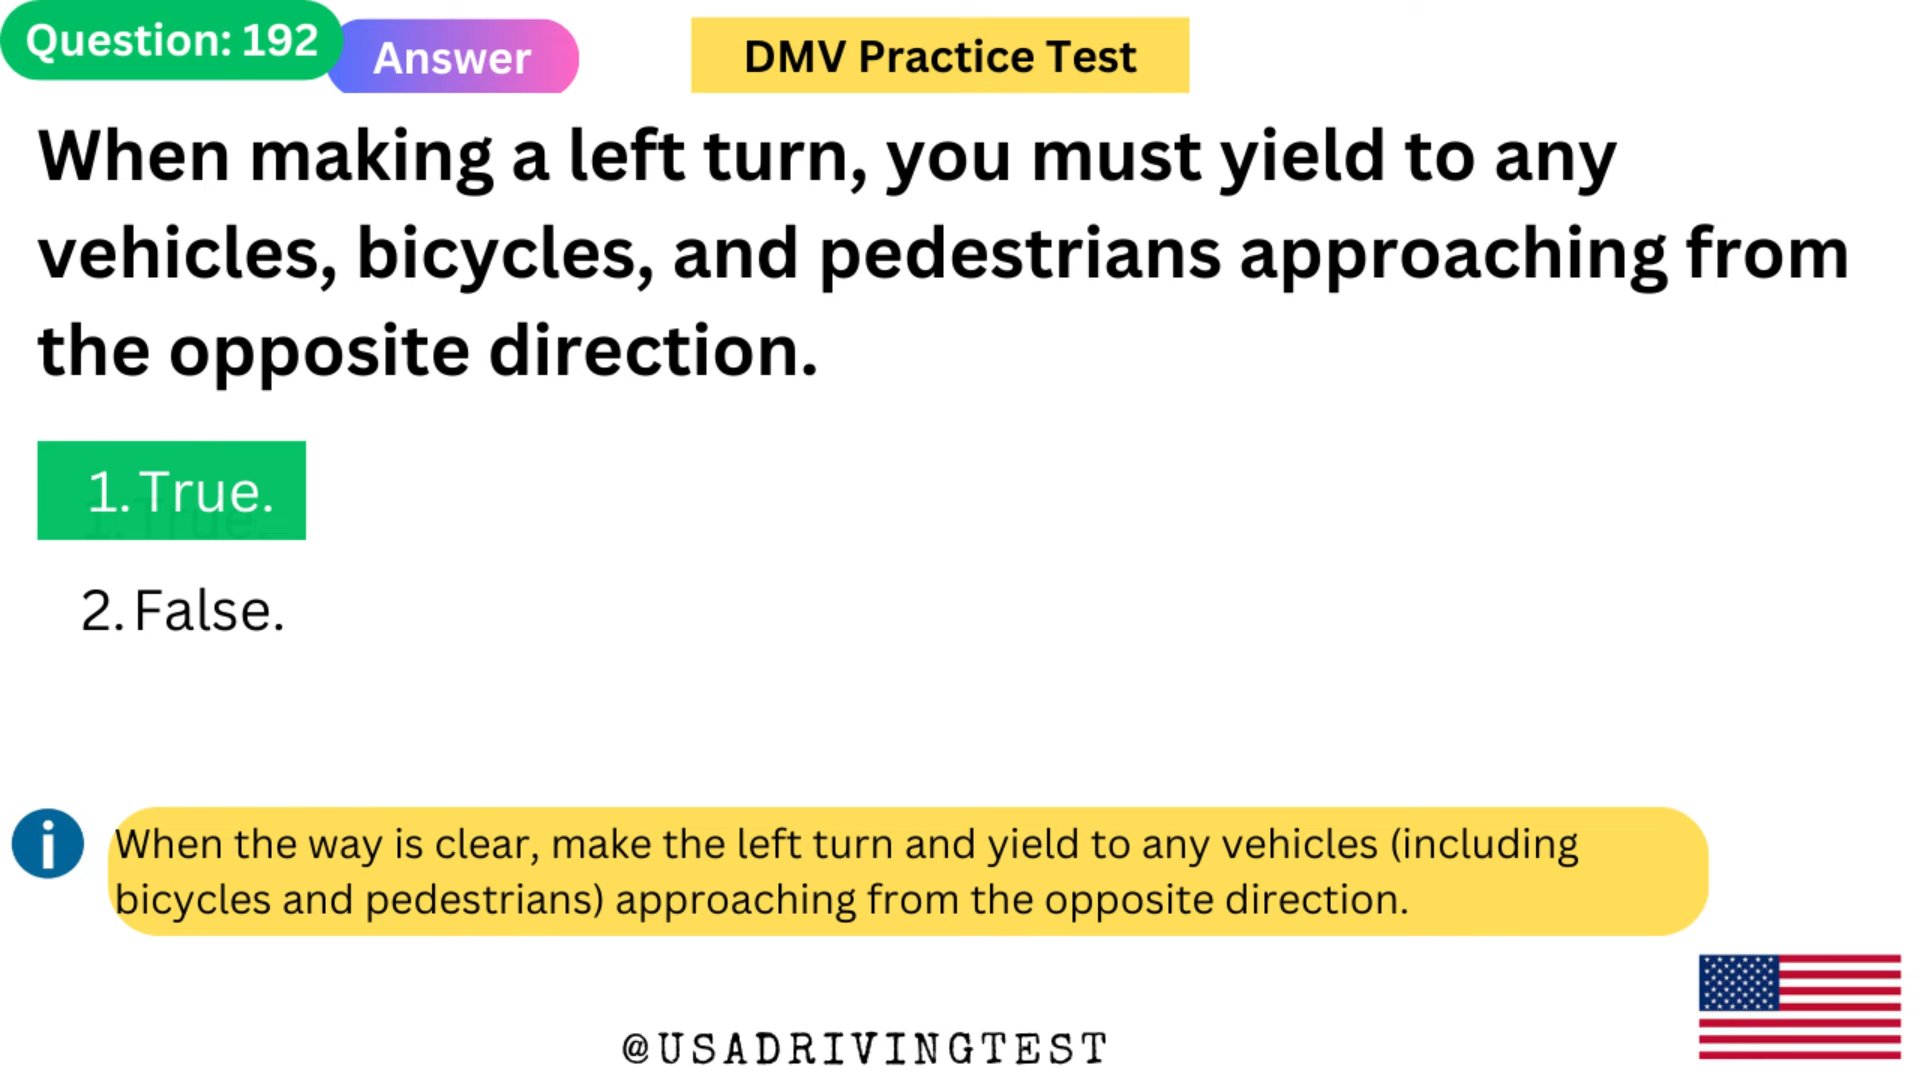 Question: 192
Answer
DMV Practice Test
When making a left turn, you must yield to any
vehicles, bicycles, and pedestrians approaching from
the opposite direction.
1. True.
2. False.
When the way is clear, make the left turn and yield to any vehicles (including
bicycles and pedestrians) approaching from the opposite direction.
@USADRIVINGTEST